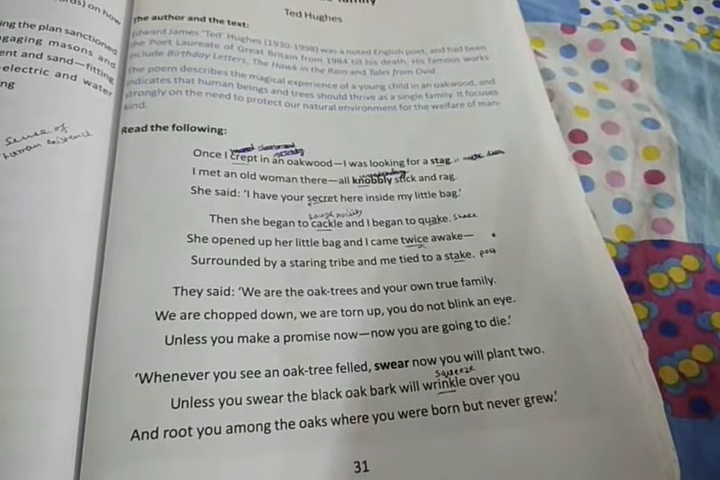 rds) on how
ing the plan sanctioned
gaging masons and
ent and sand—fitting
electric and water
ng
sense of
human existence
family
Ted Hughes
The author and the text:
Edward James 'Ted' Hughes (1930-1998) was a noted English poet, and had been
the Poet Laureate of Great Britain from 1984 till his death. His famous works
include Birthday Letters, The Hawk in the Rain and Tales from Ovid.
The poem describes the magical experience of a young child in an oakwood, and
indicates that human beings and trees should thrive as a single family. It focuses
strongly on the need to protect our natural environment for the welfare of man-
kind.
Read the following:
Once I crept in an oakwood—I was looking for a stag. male deer
I met an old woman there—all knobbly stick and rag.
She said: 'I have your secret here inside my little bag.'
laugh noisily
Then she began to cackle and I began to quake. shake
She opened up her little bag and I came twice awake—
Surrounded by a staring tribe and me tied to a stake. post
They said: 'We are the oak-trees and your own true family.
We are chopped down, we are torn up, you do not blink an eye.
Unless you make a promise now—now you are going to die.'
'Whenever you see an oak-tree felled, swear now you will plant two.
squeeze
Unless you swear the black oak bark will wrinkle over you
And root you among the oaks where you were born but never grew.'
31